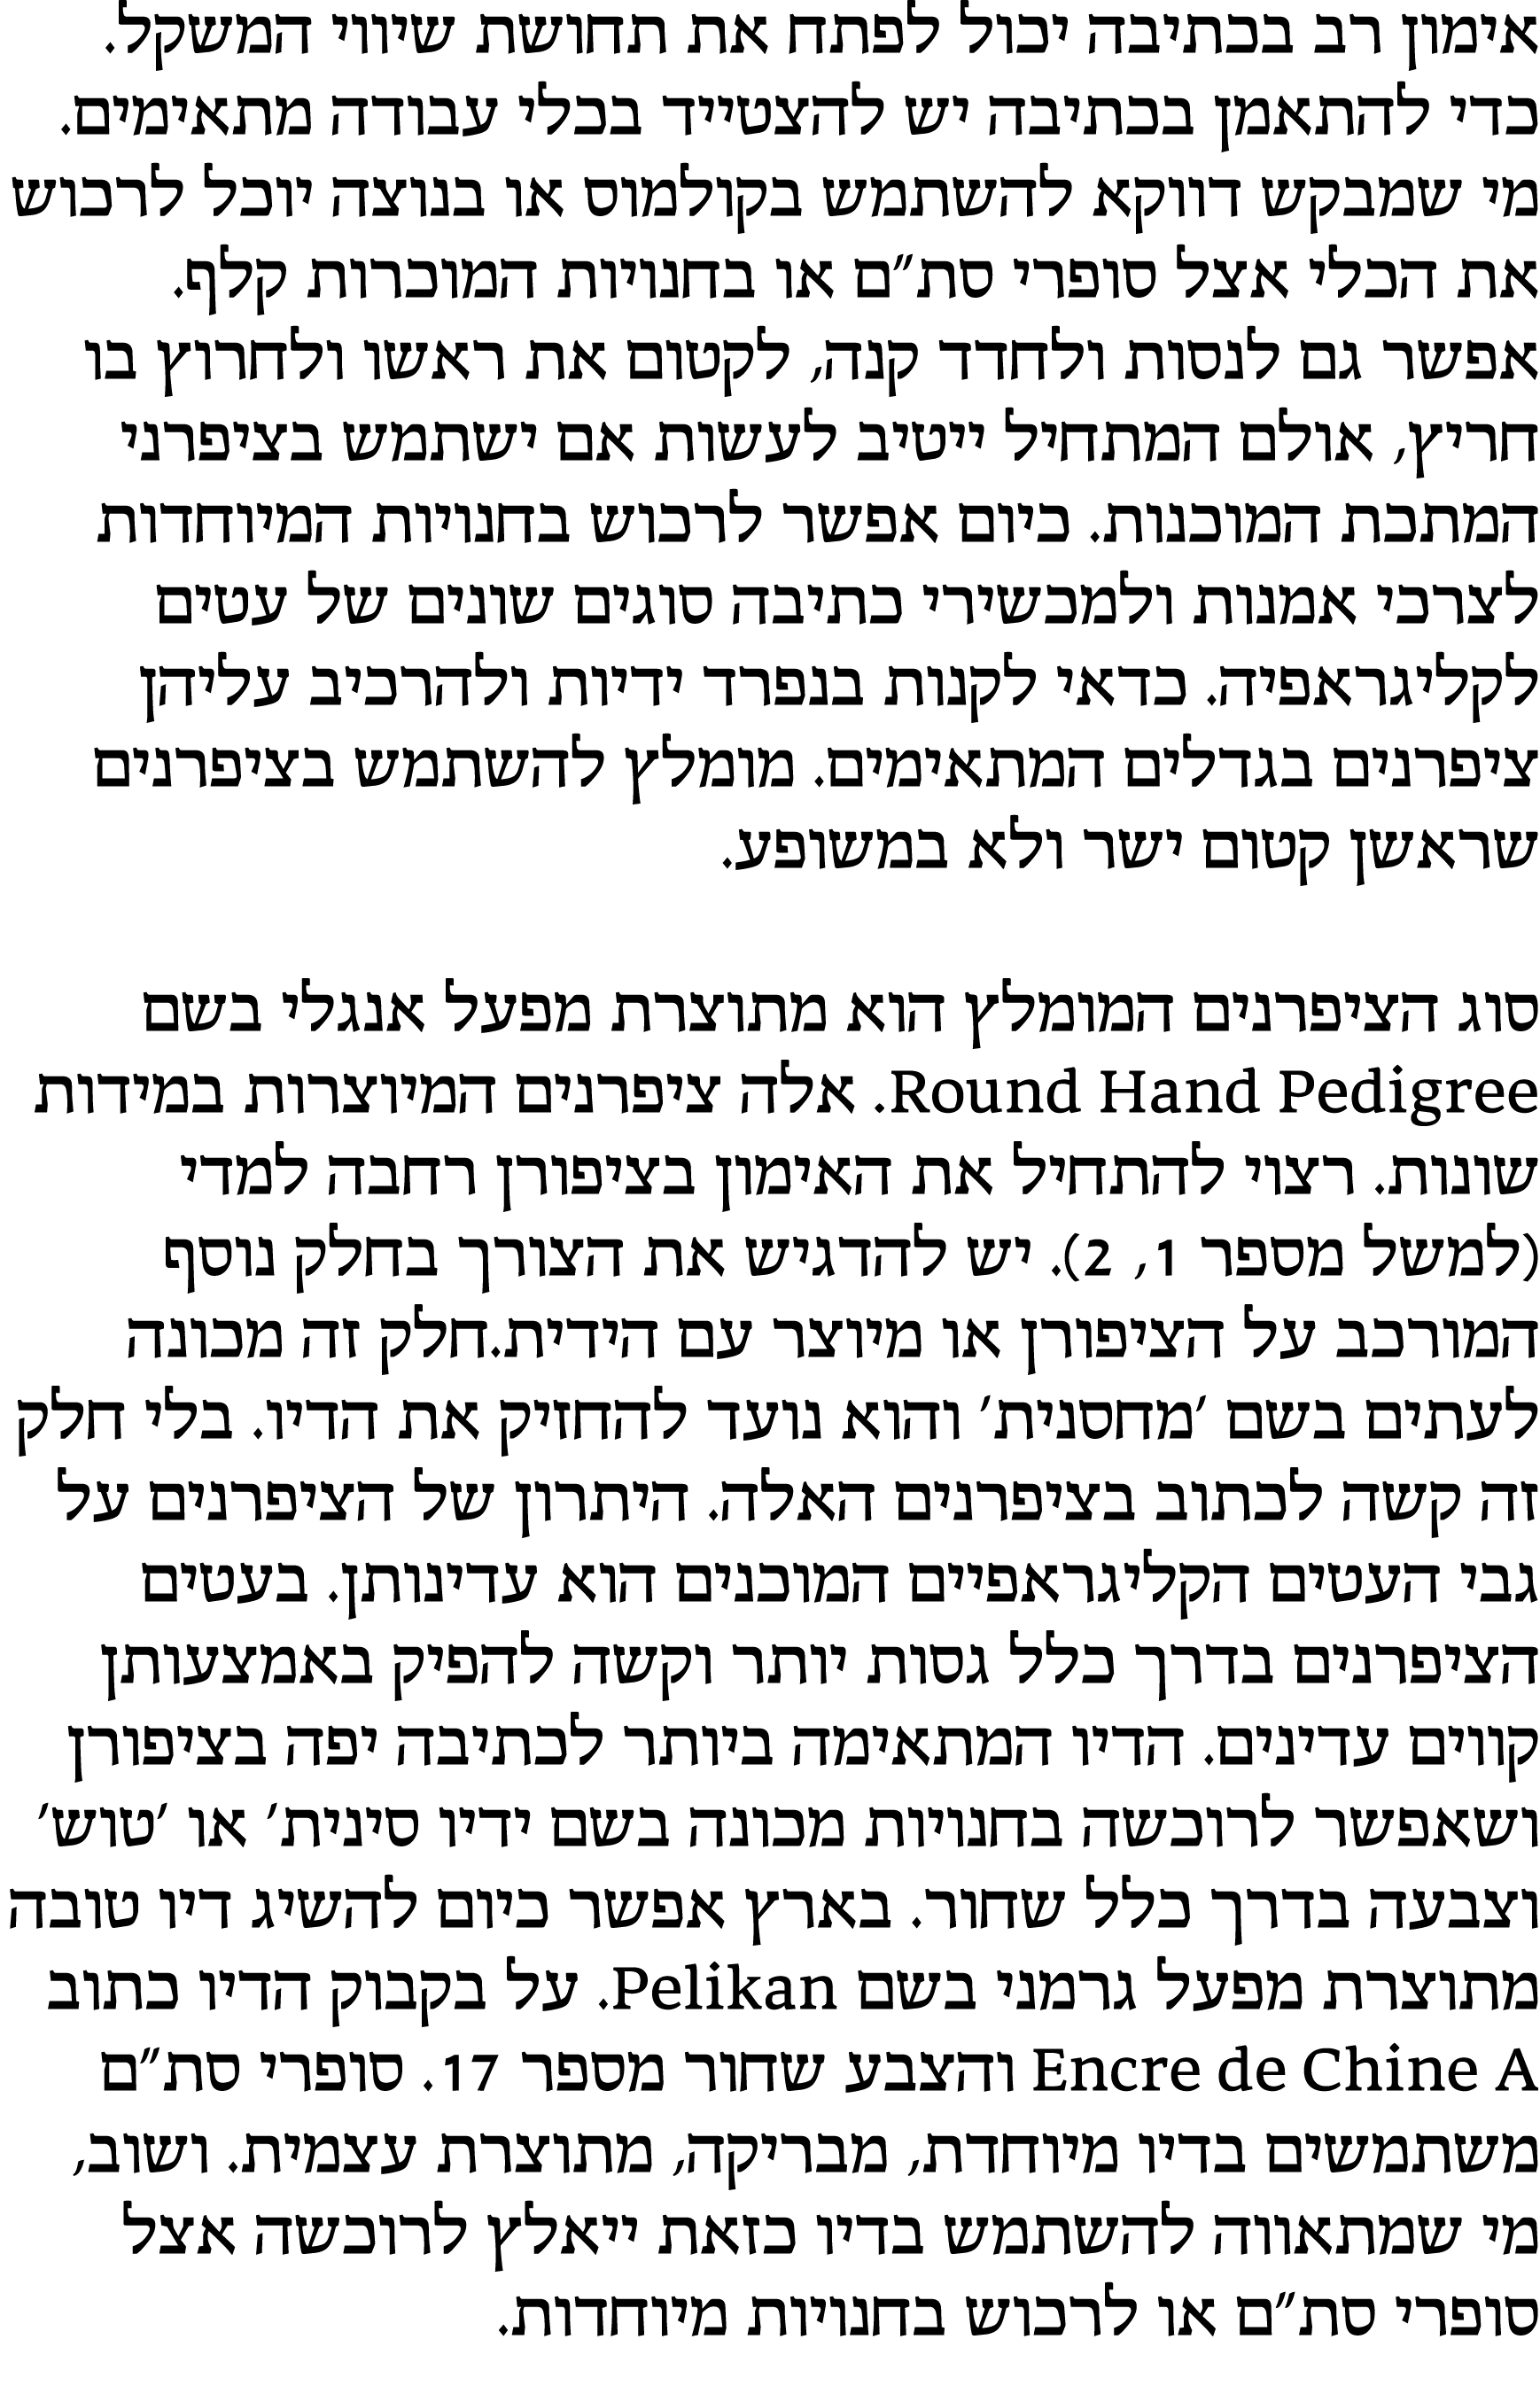 אימון רב בכתיבה יכול לפתח את תחושת שיווי המשקל.
כדי להתאמן בכתיבה יש להצטייד בכלי עבודה מתאימים.
מי שמבקש דווקא להשתמש בקולמוס או בנוצה יוכל לרכוש
את הכלי אצל סופרי סת״ם או בחנויות המוכרות קלף.
אפשר גם לנסות ולחדד קנה, לקטום את ראשו ולחרוץ בו
חריץ, אולם המתחיל ייטיב לעשות אם ישתמש בציפרני
המתכת המוכנות. כיום אפשר לרכוש בחנויות המיוחדות
לצרכי אמנות ולמכשירי כתיבה סוגים שונים של עטים
לקליגראפיה. כדאי לקנות בנפרד ידיות ולהרכיב עליהן
ציפרנים בגדלים המתאימים. מומלץ להשתמש בציפרנים
שראשן קטום ישר ולא במשופע.
סוג הציפרנים המומלץ הוא מתוצרת מפעל אנגלי בשם
Round Hand Pedigree. אלה ציפרנים המיוצרות במידות
שונות. רצוי להתחיל את האימון בציפורן רחבה למדי
(למשל מספר 1, 2). יש להדגיש את הצורך בחלק נוסף
המורכב על הציפורן או מיוצר עם הידית.חלק זה מכונה
לעתים בשם ׳מחסנית׳ והוא נועד להחזיק את הדיו. בלי חלק
זה קשה לכתוב בציפרנים האלה. היתרון של הציפרנים על
גבי העטים הקליגראפיים המוכנים הוא עדינותן. בעטים
הציפרנים בדרך כלל גסות יותר וקשה להפיק באמצעותן
קווים עדינים. הדיו המתאימה ביותר לכתיבה יפה בציפורן
ושאפשר לרוכשה בחנויות מכונה בשם ידיו סינית׳ או ׳טוש׳
וצבעה בדרך כלל שחור. בארץ אפשר כיום להשיג דיו טובה
מתוצרת מפעל גרמני בשם Pelikan. על בקבוק הדיו כתוב
Encre de Chine A והצבע שחור מספר 17. סופרי סת״ם
משתמשים בדיו מיוחדת, מבריקה, מתוצרת עצמית. ושוב,
מי שמתאווה להשתמש בדיו כזאת ייאלץ לרוכשה אצל
סופרי סת״ם או לרכוש בחנויות מיוחדות.